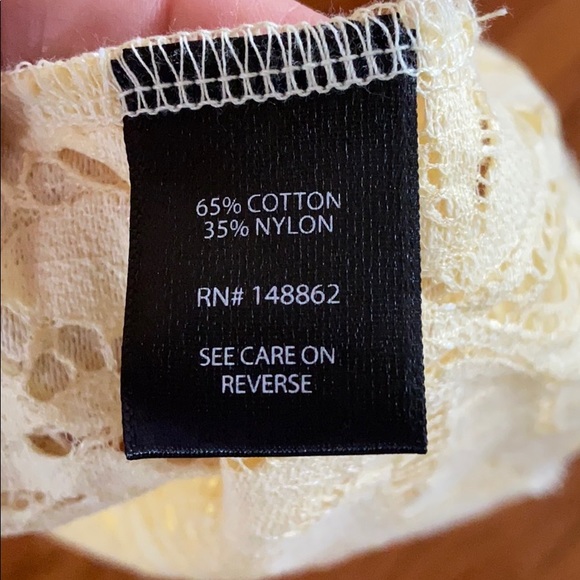 65% COTTON
35% NYLON
RN# 148862
SEE CARE ON
REVERSE